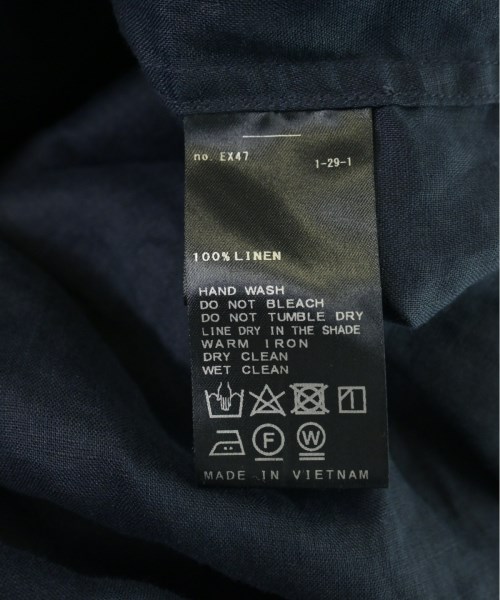 no. EX47 1-29-1
100% LINEN
HAND WASH
DO NOT BLEACH
DO NOT TUMBLE DRY
LINE DRY IN THE SHADE
WARM IRON
DRY CLEAN
WET CLEAN
F W
MADE IN VIETNAM